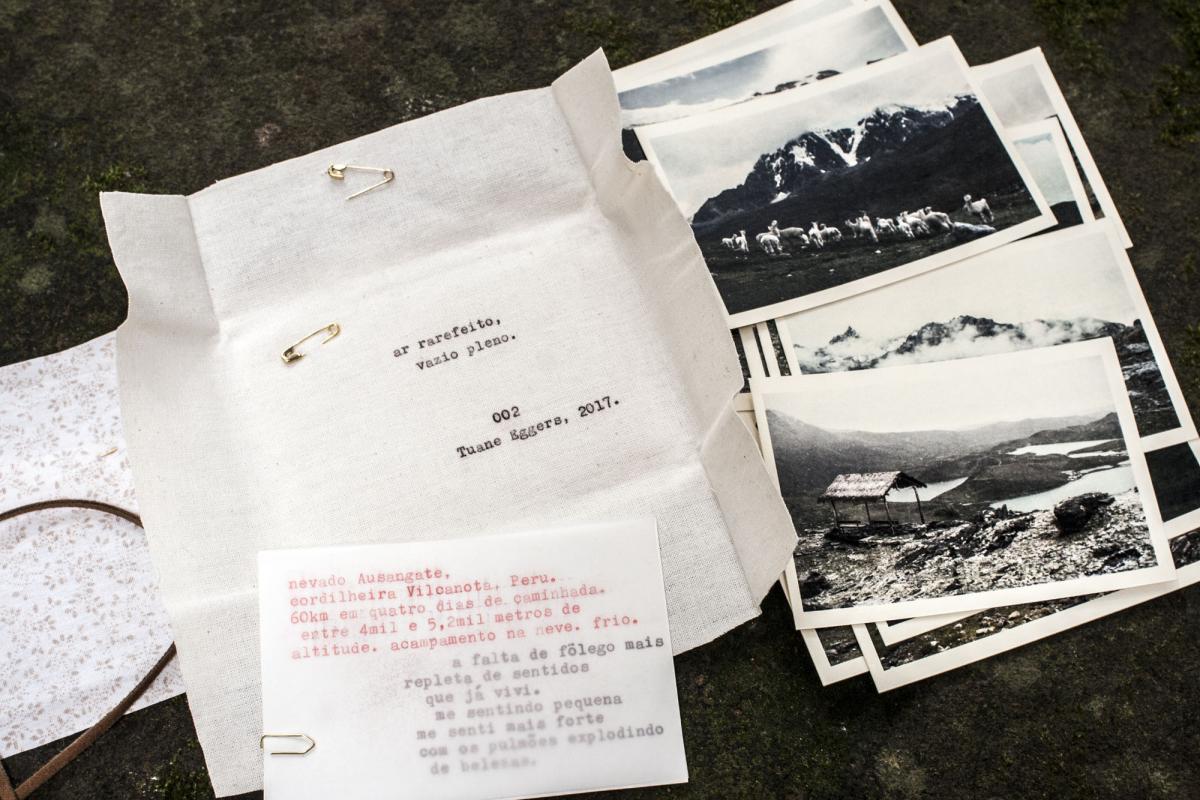 ar rarefeito,
vazio pleno.
002
Tuane Eggers, 2017.
nevado Ausangate,
cordilheira Vilcanota, Peru.
60km em quatro dias de caminhada.
entre 4mil e 5,2mil metros de
altitude. acampamento na neve. frio.
a falta de fôlego mais
repleta de sentidos
que já vivi.
me sentindo pequena
me senti mais forte
com os pulmões explodindo
de belezas.